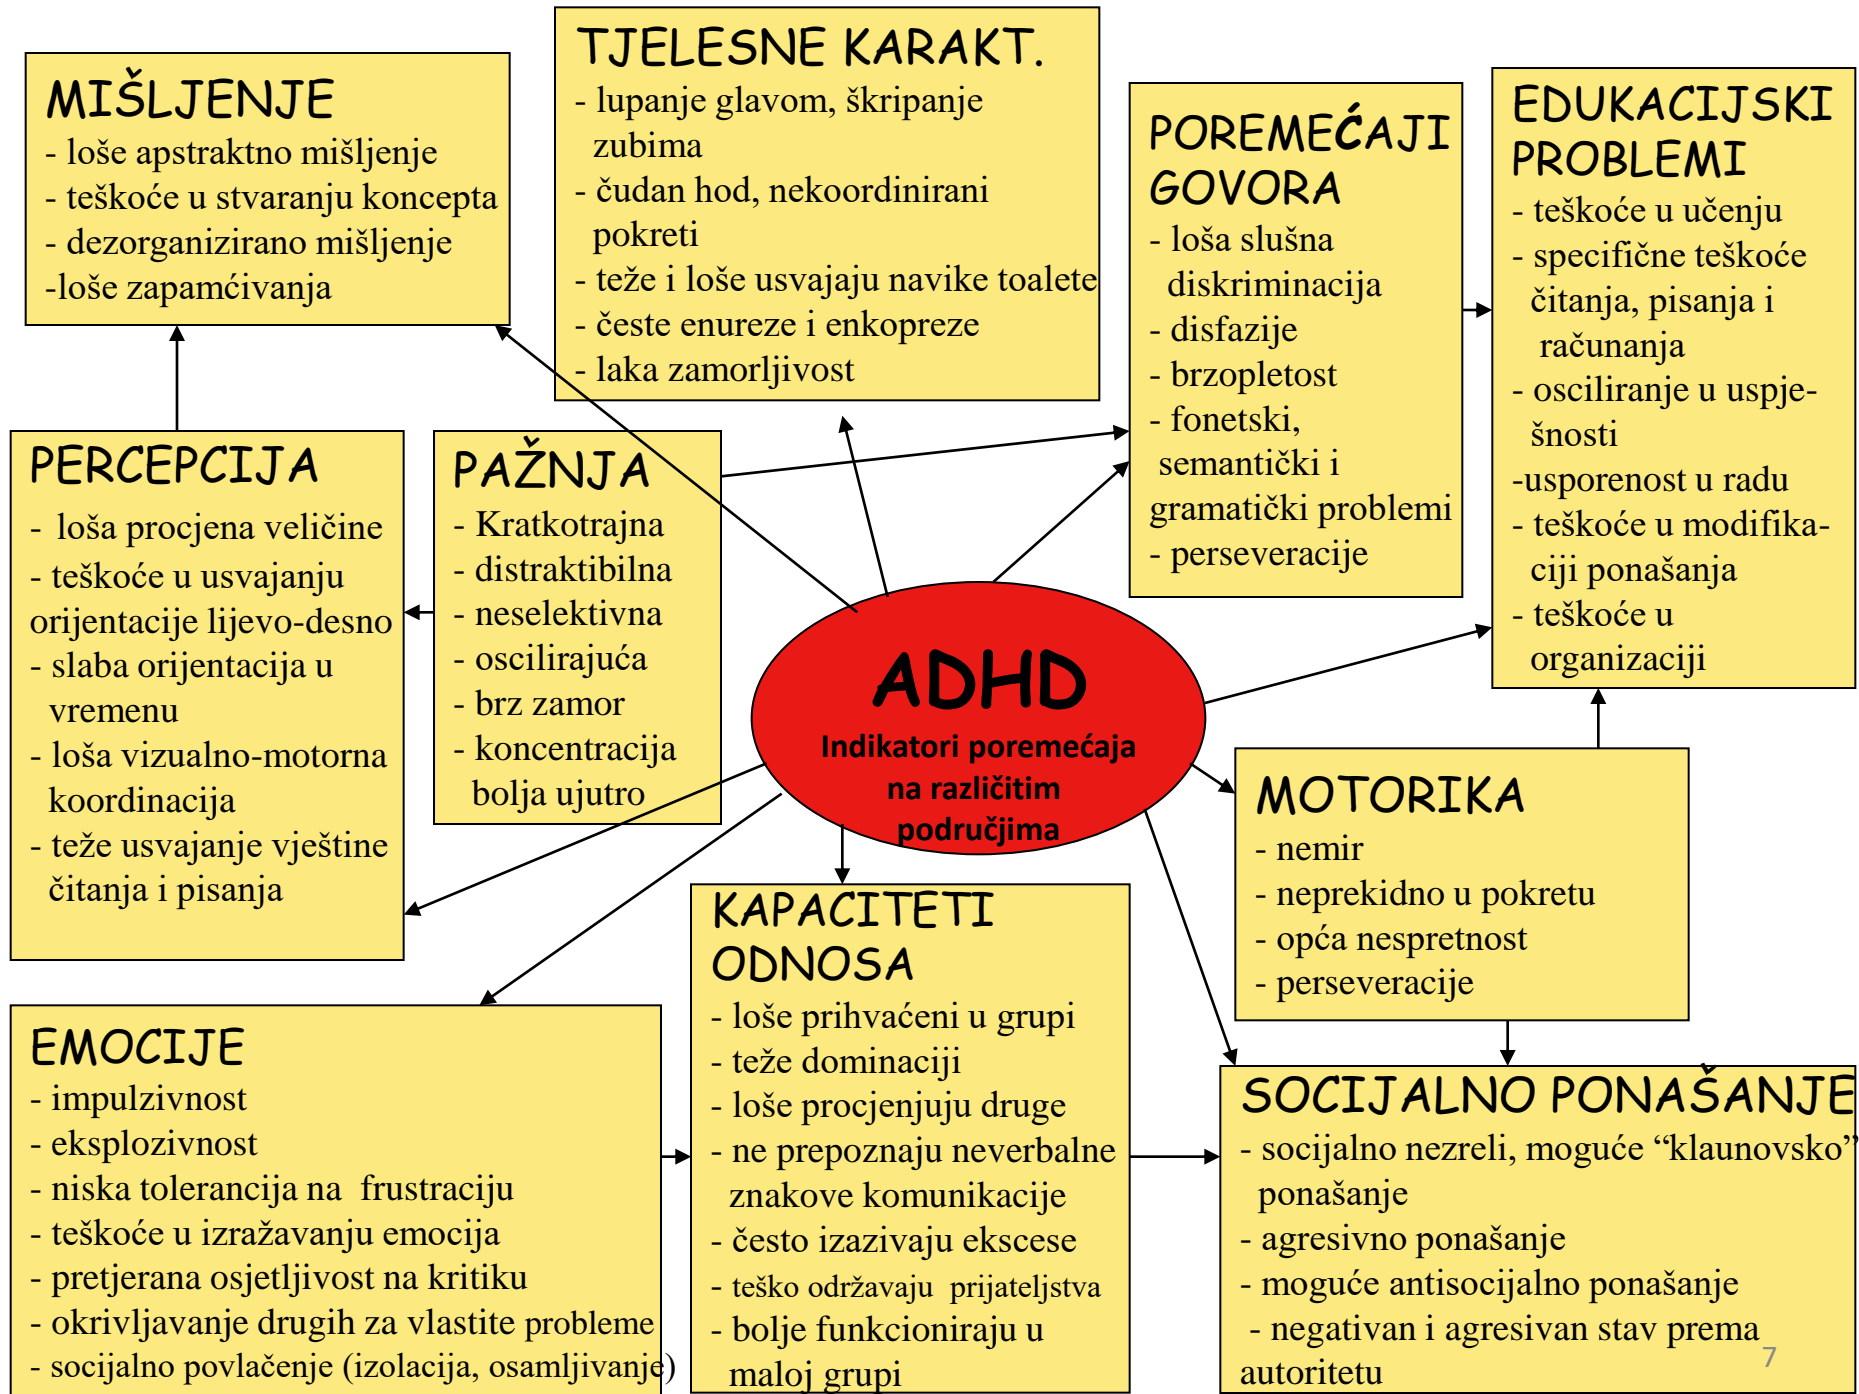 MIŠLJENJE
- loše apstraktno mišljenje
- teškoće u stvaranju koncepta
- dezorganizirano mišljenje
-loše zapamćivanja
TJELESNE KARAKT.
- lupanje glavom, škripanje
zubima
- čudan hod, nekoordinirani
pokreti
- teže i loše usvajaju navike toalete
- česte enureze i enkopreze
- laka zamorljivost
POREMEĆAJI
GOVORA
- loša slušna
diskriminacija
- disfazije
- brzopletost
- fonetski,
semantički i
gramatički problemi
- perseveracije
EDUKACIJSKI
PROBLEMI
- teškoće u učenju
- specifične teškoće
čitanja, pisanja i
računanja
- osciliranje u uspje-
šnosti
-usporenost u radu
- teškoće u modifika-
ciji ponašanja
- teškoće u
organizaciji
PERCEPCIJA
- loša procjena veličine
- teškoće u usvajanju
orijentacije lijevo-desno
- slaba orijentacija u
vremenu
- loša vizualno-motorna
koordinacija
- teže usvajanje vještine
čitanja i pisanja
PAŽNJA
- Kratkotrajna
- distraktibilna
- neselektivna
- oscilirajuća
- brz zamor
- koncentracija
bolja ujutro
ADHD
Indikatori poremećaja
na različitim
područjima
MOTORIKA
- nemir
- neprekidno u pokretu
- opća nespretnost
- perseveracije
EMOCIJE
- impulzivnost
- eksplozivnost
- niska tolerancija na frustraciju
- teškoće u izražavanju emocija
- pretjerana osjetljivost na kritiku
- okrivljavanje drugih za vlastite probleme
- socijalno povlačenje (izolacija, osamljivanje)
KAPACITETI
ODNOSA
- loše prihvaćeni u grupi
- teže dominaciji
- loše procjenjuju druge
- ne prepoznaju neverbalne
znakove komunikacije
- često izazivaju ekscese
- teško održavaju prijateljstva
- bolje funkcioniraju u
maloj grupi
SOCIJALNO PONAŠANJE
- socijalno nezreli, moguće “klaunovsko”
ponašanje
- agresivno ponašanje
- moguće antisocijalno ponašanje
- negativan i agresivan stav prema
autoritetu
7